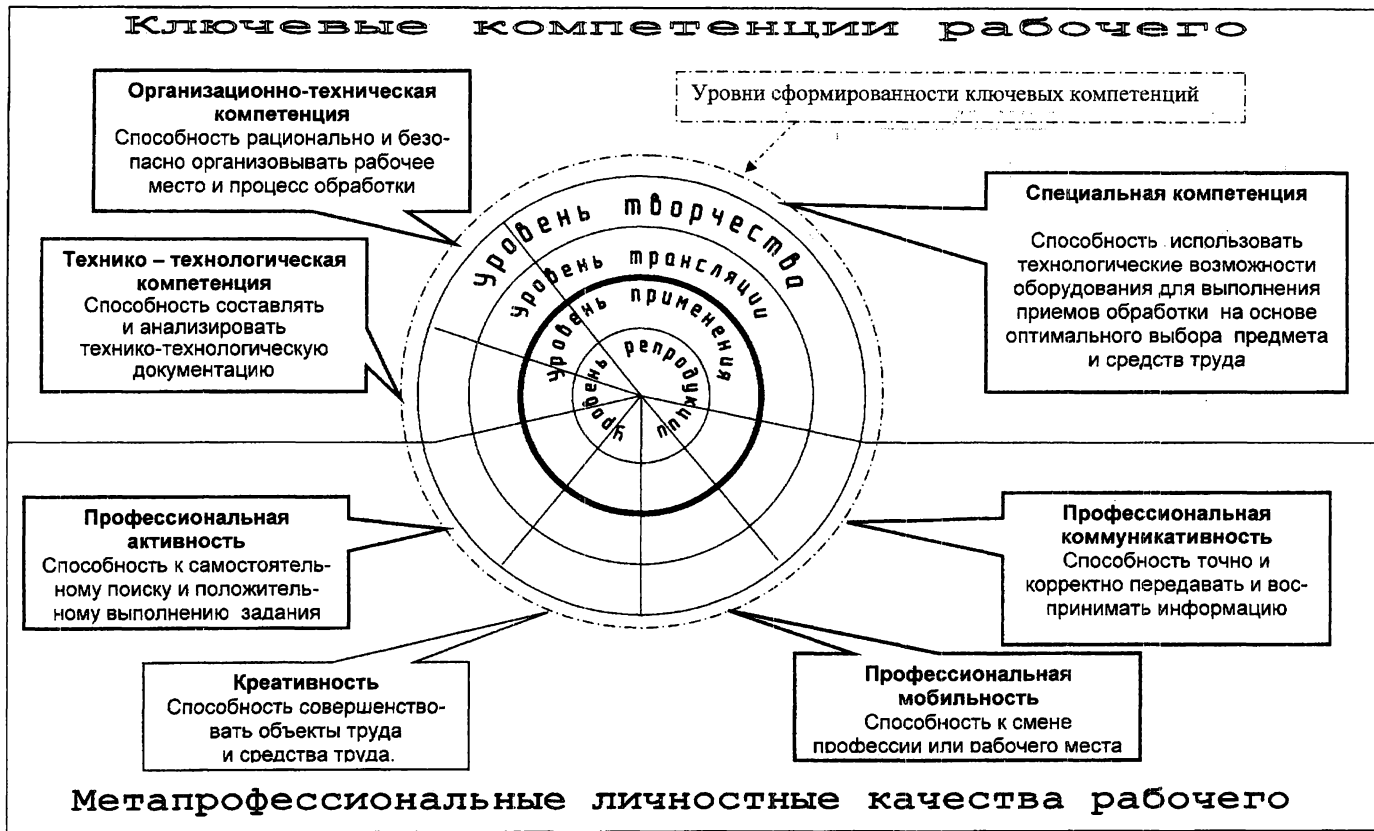 Ключевые компетенции рабочего
Организационно-техническая
компетенция
Способность рационально и безо-
пасно организовывать рабочее
место и процесс обработки
Уровни сформированности ключевых компетенций
Технико – технологическая
компетенция
Способность составлять
и анализировать
технико-технологическую
документацию
Специальная компетенция
Способность использовать
технологические возможности
оборудования для выполнения
приемов обработки на основе
оптимального выбора предмета
и средств труда
Уровень творчества
Уровень трансляции
Уровень применения
Уровень репродукции
Профессиональная
активность
Способность к самостоятель-
ному поиску и положитель-
ному выполнению задания
Профессиональная
коммуникативность
Способность точно и
корректно передавать и вос-
принимать информацию
Креативность
Способность совершенство-
вать объекты труда
и средства труда.
Профессиональная
мобильность
Способность к смене
профессии или рабочего места
Метапрофессиональные личностные качества рабочего